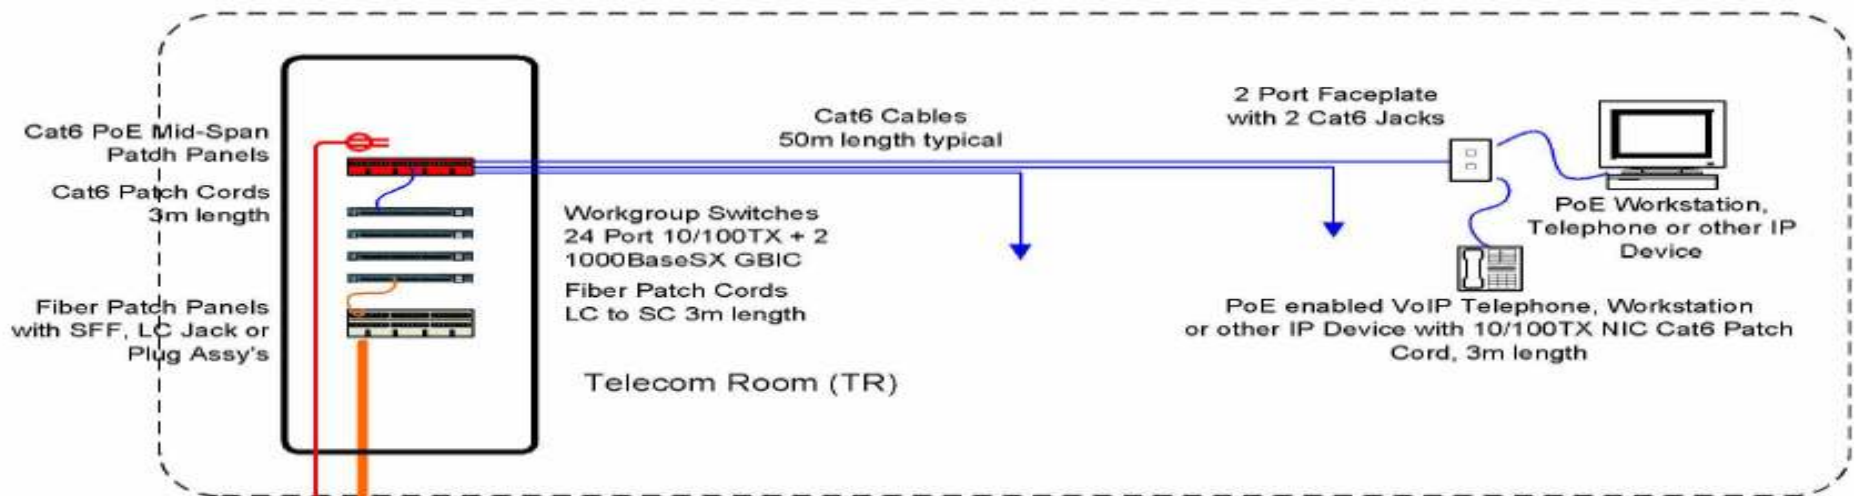 Cat6 PoE Mid-Span
Patch Panels
Cat6 Patch Cords
3m length
Fiber Patch Panels
with SFF, LC Jack or
Plug Assy's
Cat6 Cables
50m length typical
Workgroup Switches
24 Port 10/100TX + 2
1000BaseSX GBIC
Fiber Patch Cords
LC to SC 3m length
Telecom Room (TR)
2 Port Faceplate
with 2 Cat6 Jacks
PoE Workstation,
Telephone or other IP
Device
PoE enabled VoIP Telephone, Workstation
or other IP Device with 10/100TX NIC Cat6 Patch
Cord, 3m length